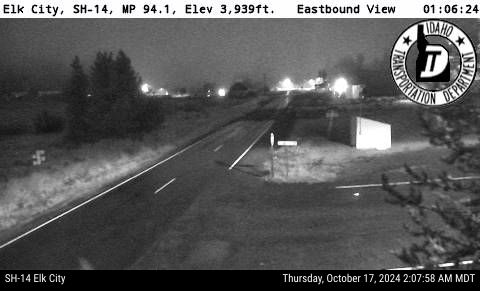 Elk City, SH-14, MP 94.1, Elev 3,939ft. Eastbound View 01:06:24
IDAHO
TRANSPORTATION DEPARTMENT
SH-14 Elk City Thursday, October 17, 2024 2:07:58 AM MDT